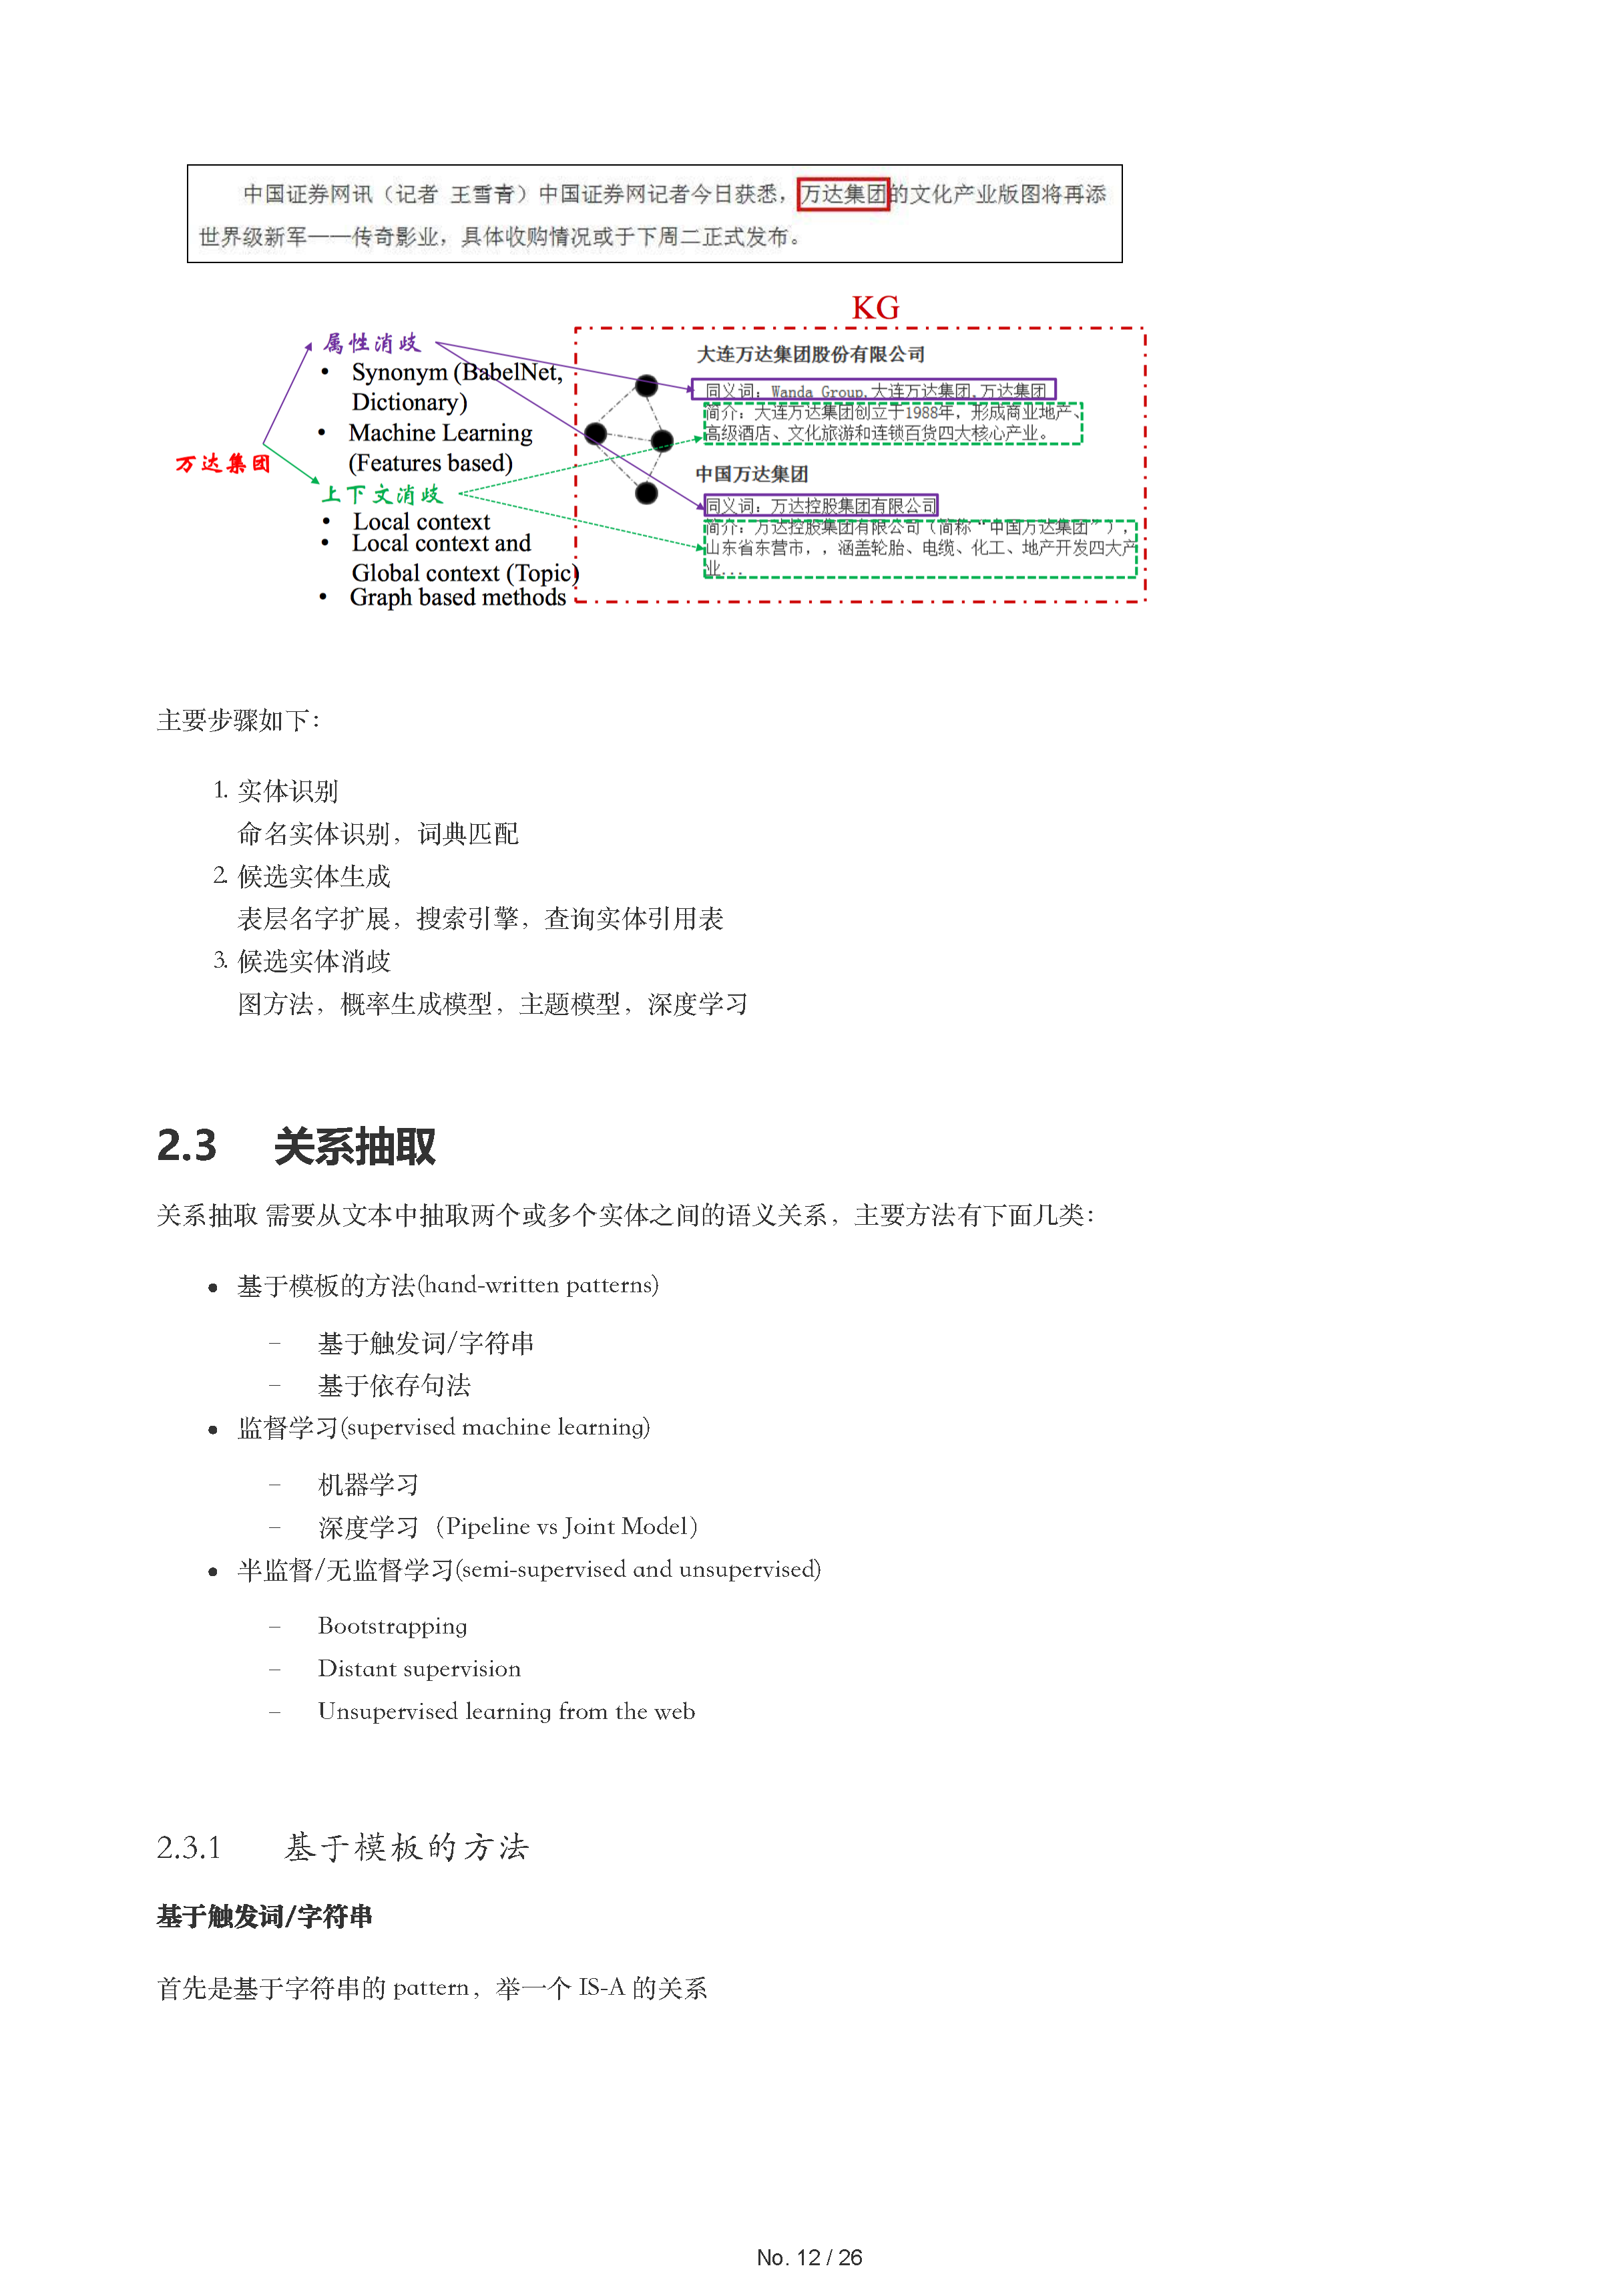 中国证券网讯（记者 王雪青）中国证券网记者今日获悉，万达集团的文化产业版图将再添
世界级新军——传奇影业，具体收购情况或于下周二正式发布。
KG
万达集团
属性消歧
• Synonym (BabelNet,
Dictionary)
• Machine Learning
(Features based)
上下文消歧
• Local context
• Local context and
Global context (Topic)
• Graph based methods
大连万达集团股份有限公司
同义词：Wanda Group,大连万达集团,万达集团
简介：大连万达集团创立于1988年，形成商业地产、
高级酒店、文化旅游和连锁百货四大核心产业。
中国万达集团
同义词：万达控股集团有限公司
简介：万达控股集团有限公司（简称“中国万达集团”），
山东省东营市，，涵盖轮胎、电缆、化工、地产开发四大产
业...
主要步骤如下：
1. 实体识别
命名实体识别，词典匹配
2. 候选实体生成
表层名字扩展，搜索引擎，查询实体引用表
3. 候选实体消歧
图方法，概率生成模型，主题模型，深度学习
2.3 关系抽取
关系抽取 需要从文本中抽取两个或多个实体之间的语义关系，主要方法有下面几类：
• 基于模板的方法(hand-written patterns)
– 基于触发词/字符串
– 基于依存句法
• 监督学习(supervised machine learning)
– 机器学习
– 深度学习（Pipeline vs Joint Model）
• 半监督/无监督学习(semi-supervised and unsupervised)
– Bootstrapping
– Distant supervision
– Unsupervised learning from the web
2.3.1 基于模板的方法
基于触发词/字符串
首先是基于字符串的 pattern，举一个 IS-A 的关系
No. 12 / 26